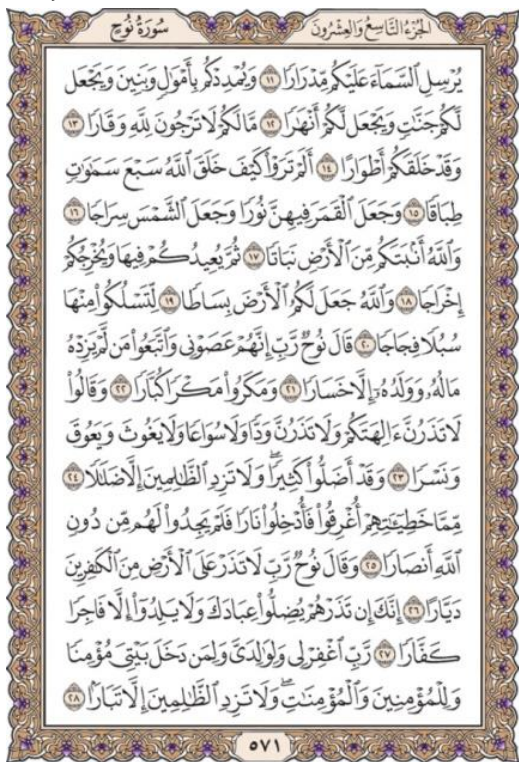 سُورَةُ نُوحٍ
الجُزْءُ التَّاسِعُ وَالعِشْرُونَ
يُرْسِلِ ٱلسَّمَآءَ عَلَيْكُم مِّدْرَارًا ١١ وَيُمْدِدْكُم بِأَمْوَٰلٍ وَبَنِينَ وَيَجْعَل
لَّكُمْ جَنَّٰتٍ وَيَجْعَل لَّكُمْ أَنْهَٰرًا ١٢ مَّا لَكُمْ لَا تَرْجُونَ لِلَّهِ وَقَارًا ١٣
وَقَدْ خَلَقَكُمْ أَطْوَارًا ١٤ أَلَمْ تَرَوْا۟ كَيْفَ خَلَقَ ٱللَّهُ سَبْعَ سَمَٰوَٰتٍ
طِبَاقًا ١٥ وَجَعَلَ ٱلْقَمَرَ فِيهِنَّ نُورًا وَجَعَلَ ٱلشَّمْسَ سِرَاجًا ١٦
وَٱللَّهُ أَنۢبَتَكُم مِّنَ ٱلْأَرْضِ نَبَاتًا ١٧ ثُمَّ يُعِيدُكُمْ فِيهَا وَيُخْرِجُكُمْ
إِخْرَاجًا ١٨ وَٱللَّهُ جَعَلَ لَكُمُ ٱلْأَرْضَ بِسَاطًا ١٩ لِّتَسْلُكُوا۟ مِنْهَا
سُبُلًا فِجَاجًا ٢٠ قَالَ نُوحٌ رَّبِّ إِنَّهُمْ عَصَوْنِى وَٱتَّبَعُوا۟ مَن لَّمْ يَزِدْهُ
مَالُهُۥ وَوَلَدُهُۥٓ إِلَّا خَسَارًا ٢١ وَمَكَرُوا۟ مَكْرًا كُبَّارًا ٢٢ وَقَالُوا۟
لَا تَذَرُنَّ ءَالِهَتَكُمْ وَلَا تَذَرُنَّ وَدًّا وَلَا سُوَاعًا وَلَا يَغُوثَ وَيَعُوقَ
وَنَسْرًا ٢٣ وَقَدْ أَضَلُّوا۟ كَثِيرًا ۖ وَلَا تَزِدِ ٱلظَّٰلِمِينَ إِلَّا ضَلَٰلًا ٢٤
مِّمَّا خَطِيٓـَٰٔتِهِمْ أُغْرِقُوا۟ فَأُدْخِلُوا۟ نَارًا فَلَمْ يَجِدُوا۟ لَهُم مِّن دُونِ
ٱللَّهِ أَنصَارًا ٢٥ وَقَالَ نُوحٌ رَّبِّ لَا تَذَرْ عَلَى ٱلْأَرْضِ مِنَ ٱلْكَٰفِرِينَ
دَيَّارًا ٢٦ إِنَّكَ إِن تَذَرْهُمْ يُضِلُّوا۟ عِبَادَكَ وَلَا يَلِدُوٓا۟ إِلَّا فَاجِرًا
كَفَّارًا ٢٧ رَّبِّ ٱغْفِرْ لِى وَلِوَٰلِدَىَّ وَلِمَن دَخَلَ بَيْتِىَ مُؤْمِنًا
وَلِلْمُؤْمِنِينَ وَٱلْمُؤْمِنَٰتِ ۖ وَلَا تَزِدِ ٱلظَّٰلِمِينَ إِلَّا تَبَارًۢا ٢٨
٥٧١